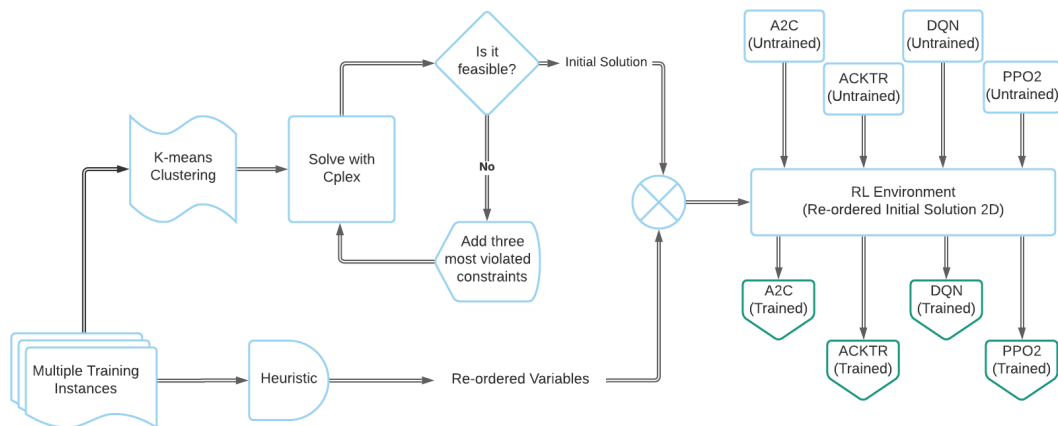 Is it
feasible?
Initial Solution
A2C
(Untrained)
DQN
(Untrained)
ACKTR
(Untrained)
PPO2
(Untrained)
K-means
Clustering
Solve with
Cplex
No
RL Environment
(Re-ordered Initial Solution 2D)
Add three
most violated
constraints
A2C
(Trained)
DQN
(Trained)
ACKTR
(Trained)
PPO2
(Trained)
Multiple Training
Instances
Heuristic
Re-ordered Variables